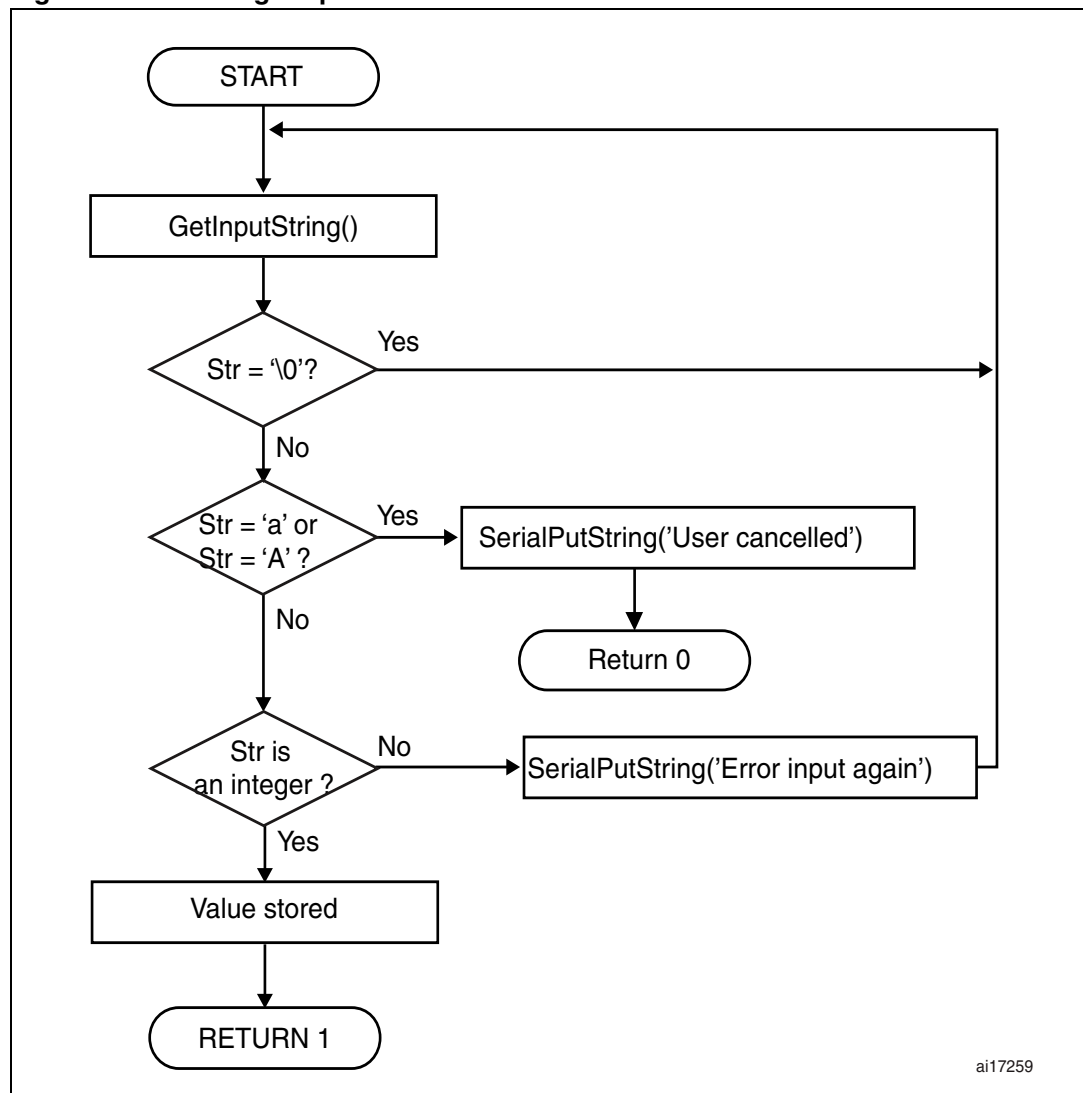 START
GetInputString()
Yes
Str = ‘\0’?
No
Str = ‘a’ or
Str = ‘A’ ?
Yes
SerialPutString(’User cancelled’)
No
Return 0
Str is
an integer ?
No
SerialPutString('Error input again’)
Yes
Value stored
RETURN 1
ai17259